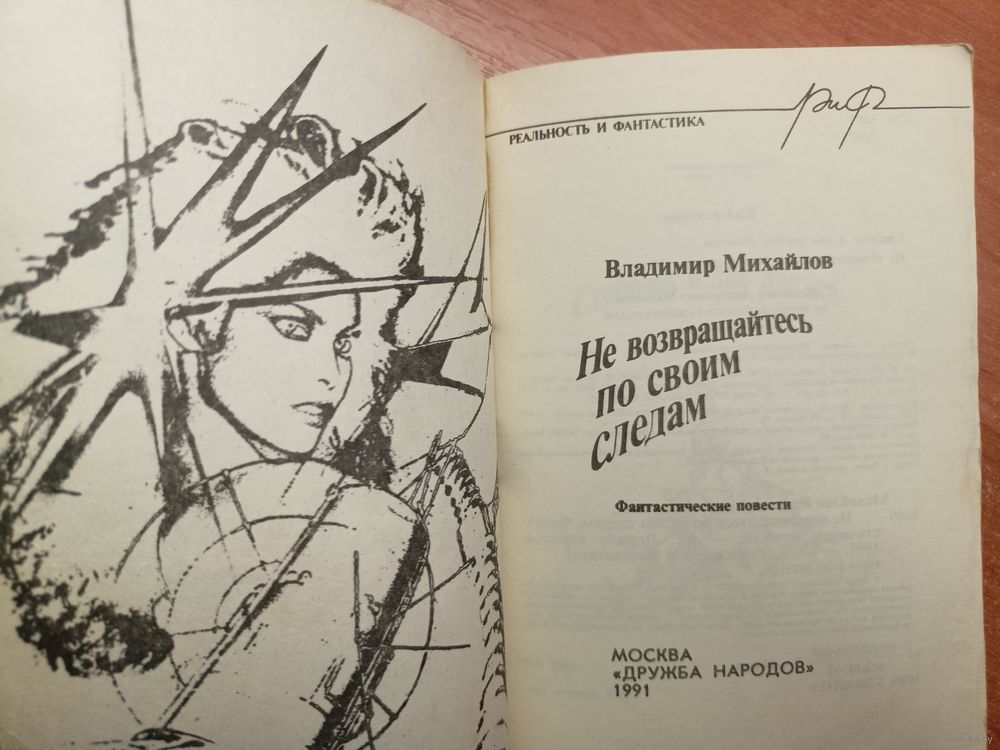 риф
РЕАЛЬНОСТЬ И ФАНТАСТИКА
Владимир Михайлов
Не возвращайтесь
по своим
следам
Фантастические повести
МОСКВА
«ДРУЖБА НАРОДОВ»
1991